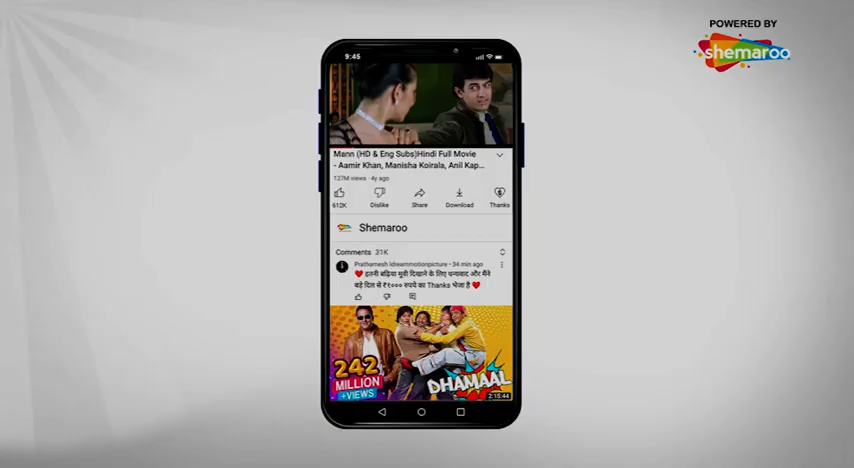 POWERED BY
shemaroo
9:45
Mann (HD & Eng Subs)Hindi Full Movie
- Aamir Khan, Manisha Koirala, Anil Kap...
127M views · 4y ago
612K
Dislike
Share
Download
Thanks
Shemaroo
Comments 31K
Prathamesh Idreammotionpicture • 34 min ago
❤️ इतनी बढ़िया मूवी दिखाने के लिए धन्यवाद और मैंने
बड़े दिल से ₹१००० रुपये का Thanks भेजा है ❤️
242
MILLION
+VIEWS
DHAMAAL
2:15:44